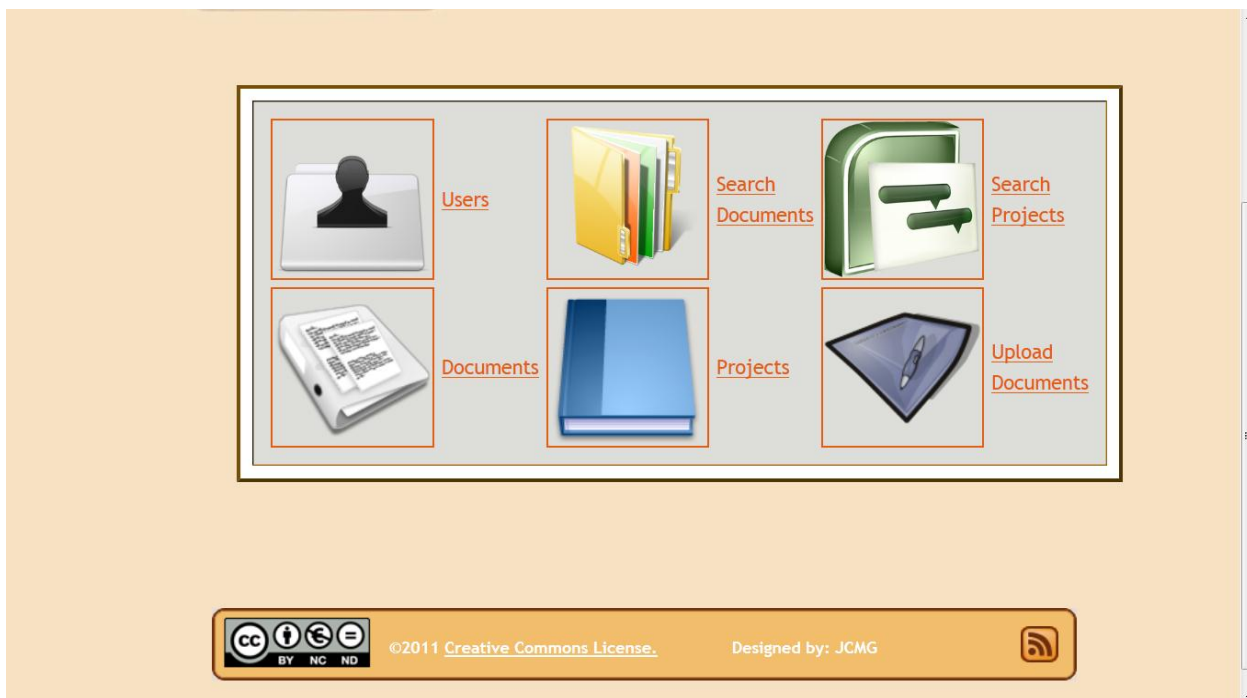 Users
Search
Documents
Search
Projects
Documents
Projects
Upload
Documents
cc
BY NC ND
©2011 Creative Commons License.
Designed by: JCMG